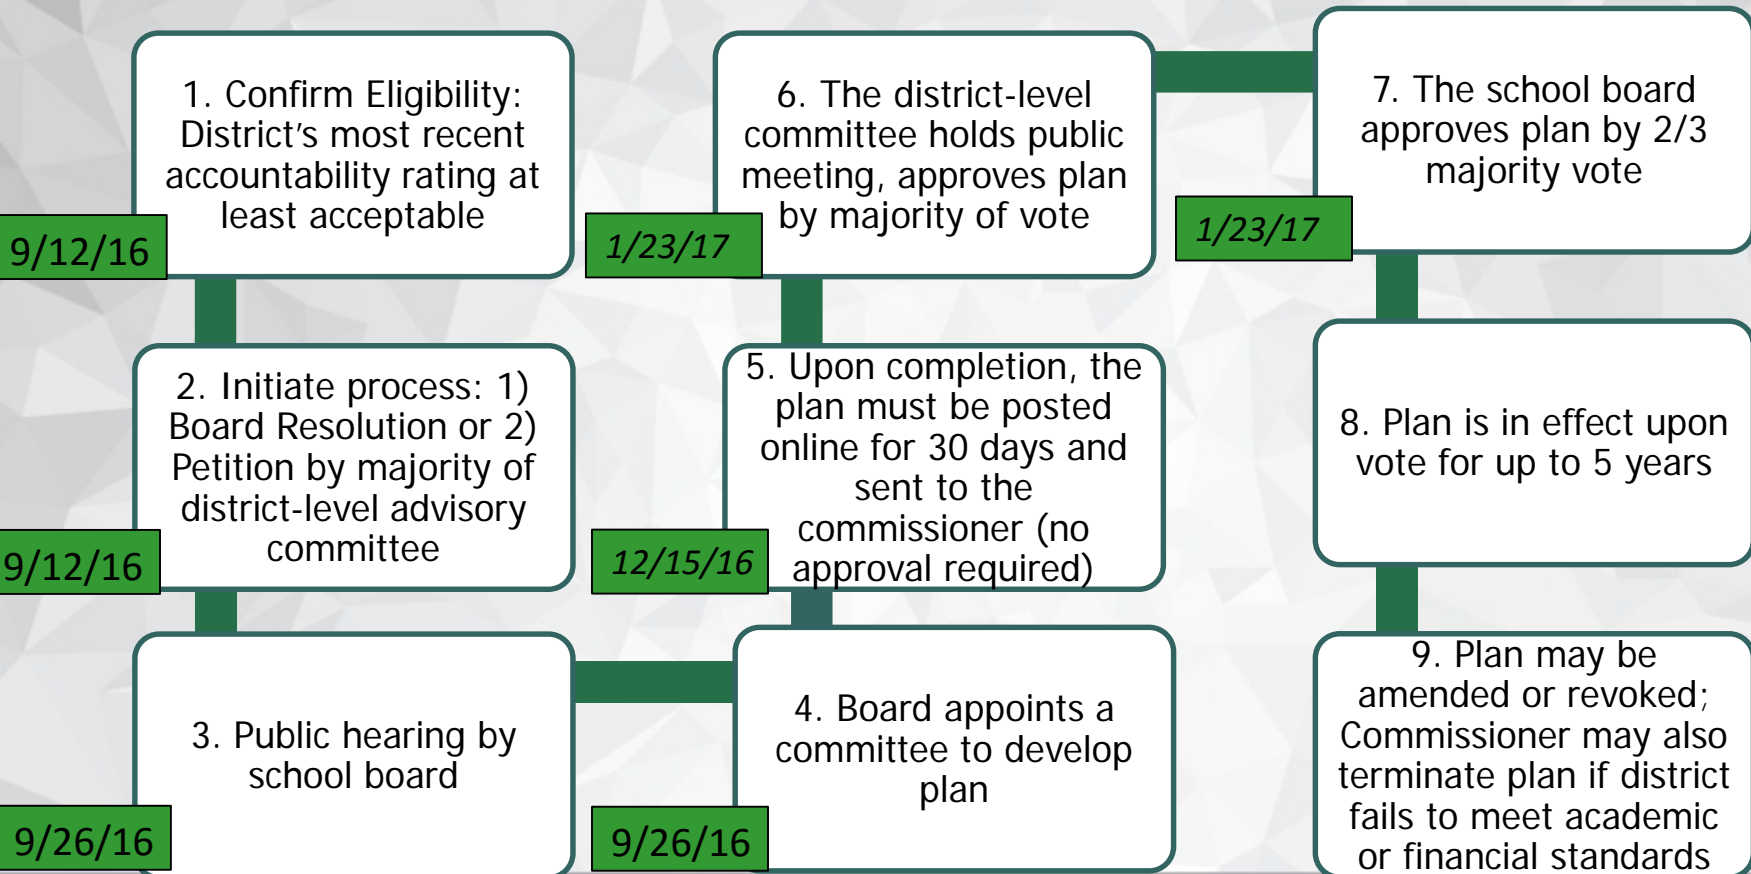 1. Confirm Eligibility:
District's most recent
accountability rating at
least acceptable
9/12/16
2. Initiate process: 1)
Board Resolution or 2)
Petition by majority of
district-level advisory
committee
9/12/16
3. Public hearing by
school board
9/26/16
4. Board appoints a
committee to develop
plan
9/26/16
5. Upon completion, the
plan must be posted
online for 30 days and
sent to the
commissioner (no
approval required)
12/15/16
6. The district-level
committee holds public
meeting, approves plan
by majority of vote
1/23/17
7. The school board
approves plan by 2/3
majority vote
1/23/17
8. Plan is in effect upon
vote for up to 5 years
9. Plan may be
amended or revoked;
Commissioner may also
terminate plan if district
fails to meet academic
or financial standards